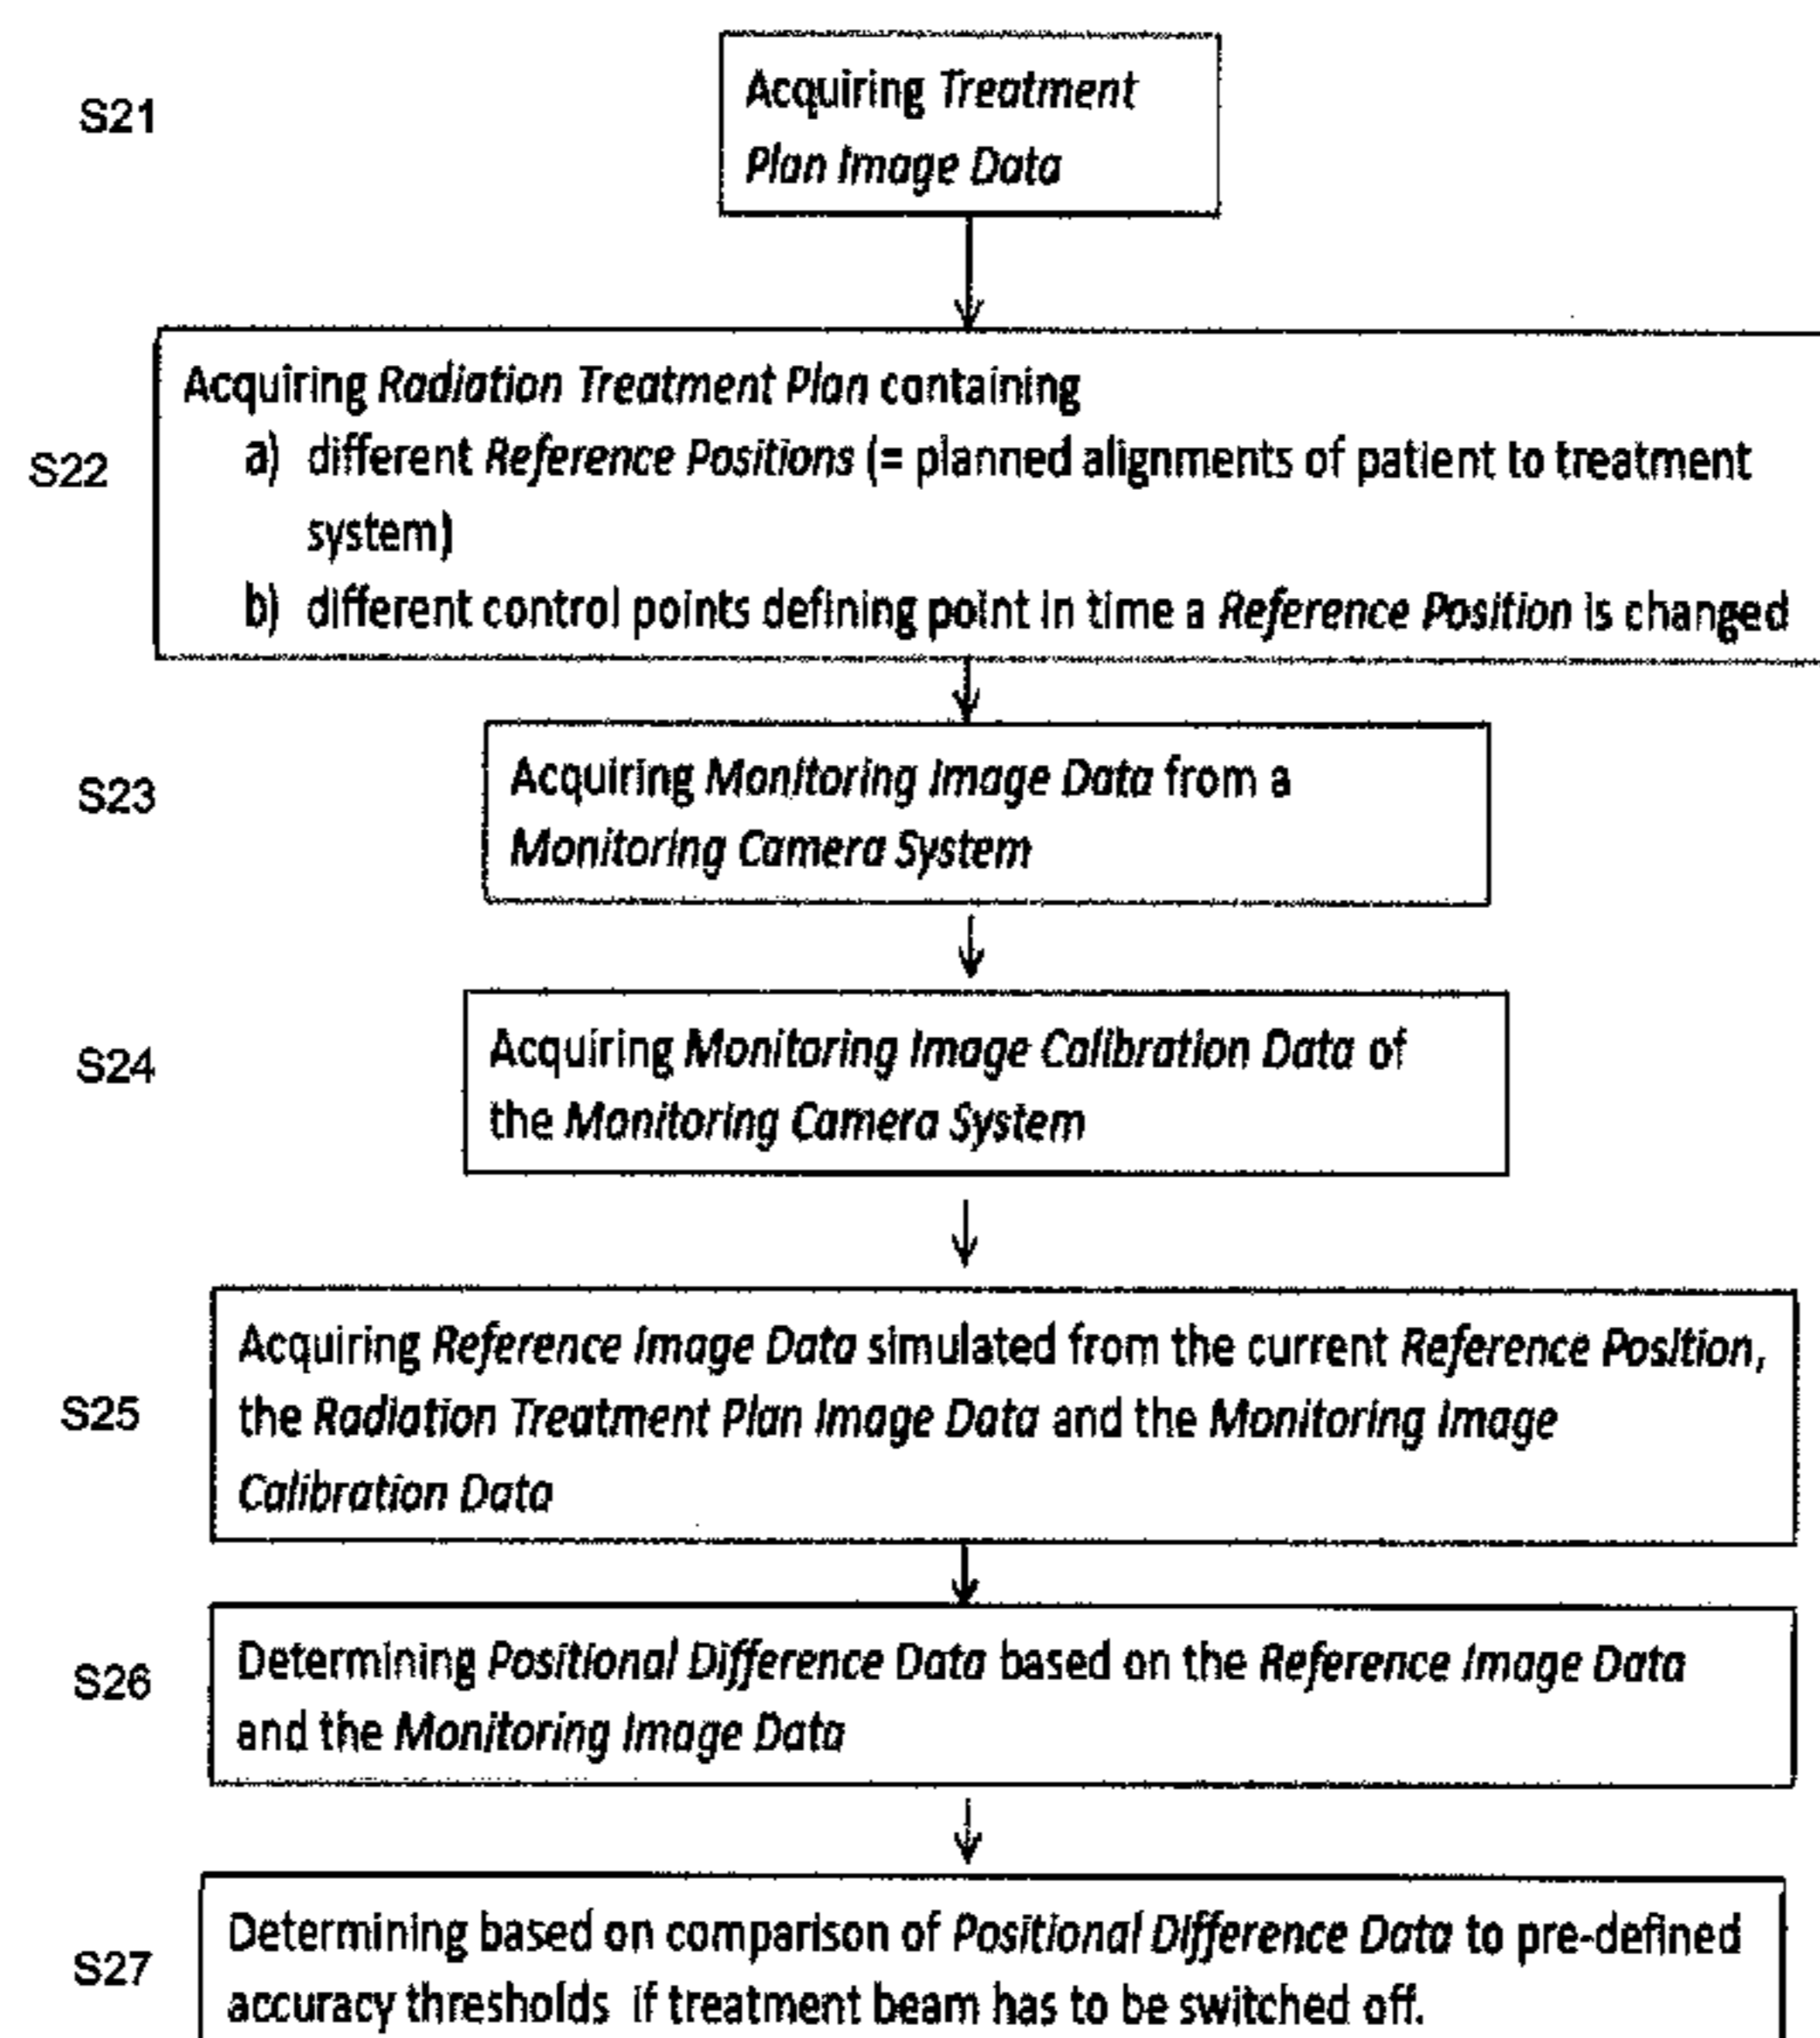 S21
Acquiring Treatment
Plan Image Data
S22
Acquiring Radiation Treatment Plan containing
a) different Reference Positions (= planned alignments of patient to treatment
system)
b) different control points defining point in time a Reference Position is changed
S23
Acquiring Monitoring Image Data from a
Monitoring Camera System
S24
Acquiring Monitoring Image Calibration Data of
the Monitoring Camera System
S25
Acquiring Reference Image Data simulated from the current Reference Position,
the Radiation Treatment Plan Image Data and the Monitoring Image
Calibration Data
S26
Determining Positional Difference Data based on the Reference Image Data
and the Monitoring Image Data
S27
Determining based on comparison of Positional Difference Data to pre-defined
accuracy thresholds if treatment beam has to be switched off.